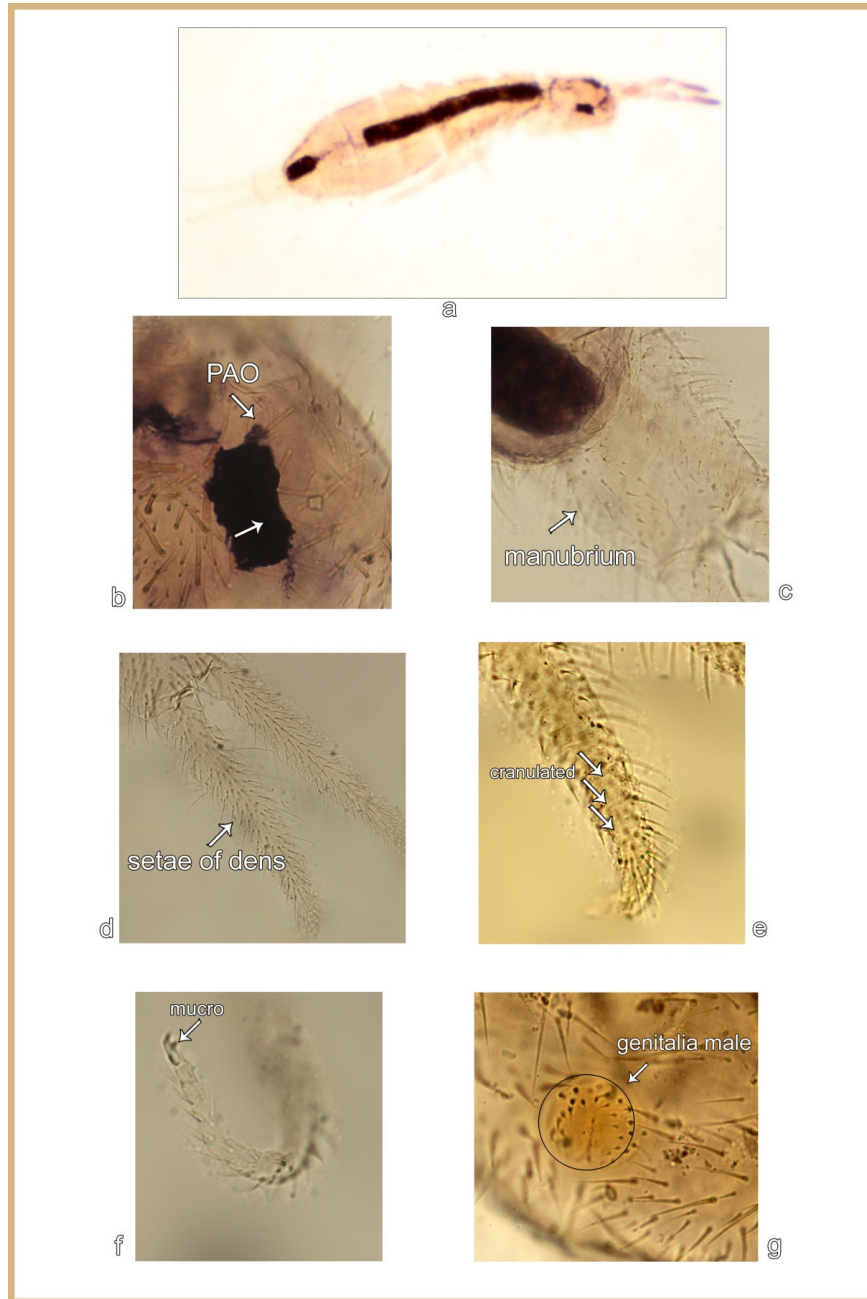 a
PAO
b
manubrium
c
setae of dens
d
cranulated
e
mucro
f
genitalia male
g